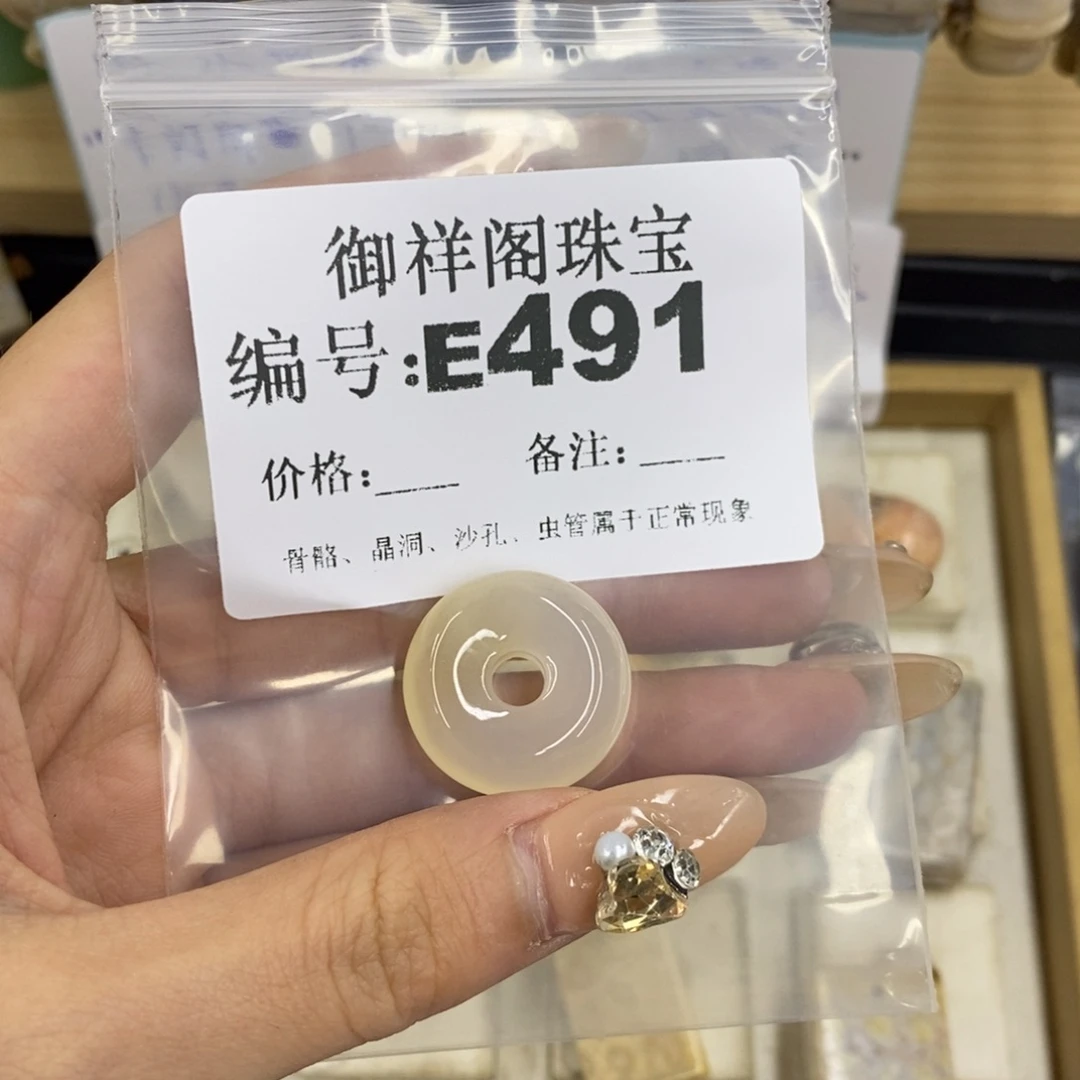 御祥阁珠宝
编号:E491
价格:____ 备注:____
骨骼、晶洞、沙孔、虫管属于正常现象